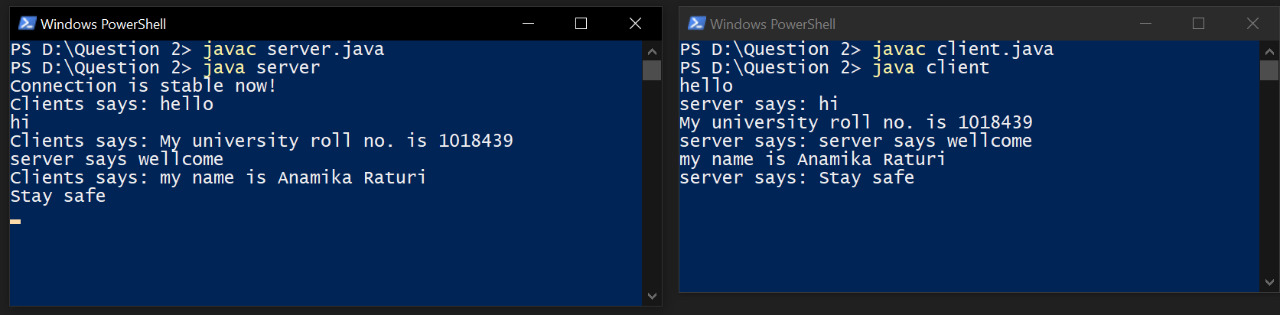 Windows PowerShell
PS D:\Question 2> javac server.java
PS D:\Question 2> java server
Connection is stable now!
Clients says: hello
hi
Clients says: My university roll no. is 1018439
server says wellcome
Clients says: my name is Anamika Raturi
Stay safe
Windows PowerShell
PS D:\Question 2> javac client.java
PS D:\Question 2> java client
hello
server says: hi
My university roll no. is 1018439
server says: server says wellcome
my name is Anamika Raturi
server says: Stay safe